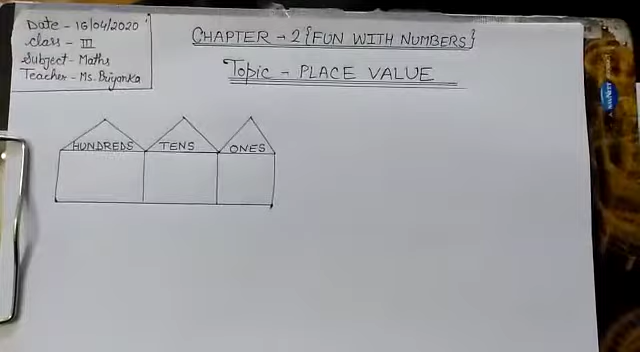 Date - 16/04/2020
Class - III
Subject - Maths
Teacher - Ms. Priyanka
CHAPTER → 2 {FUN WITH NUMBERS}
Topic - PLACE VALUE
HUNDREDS TENS ONES